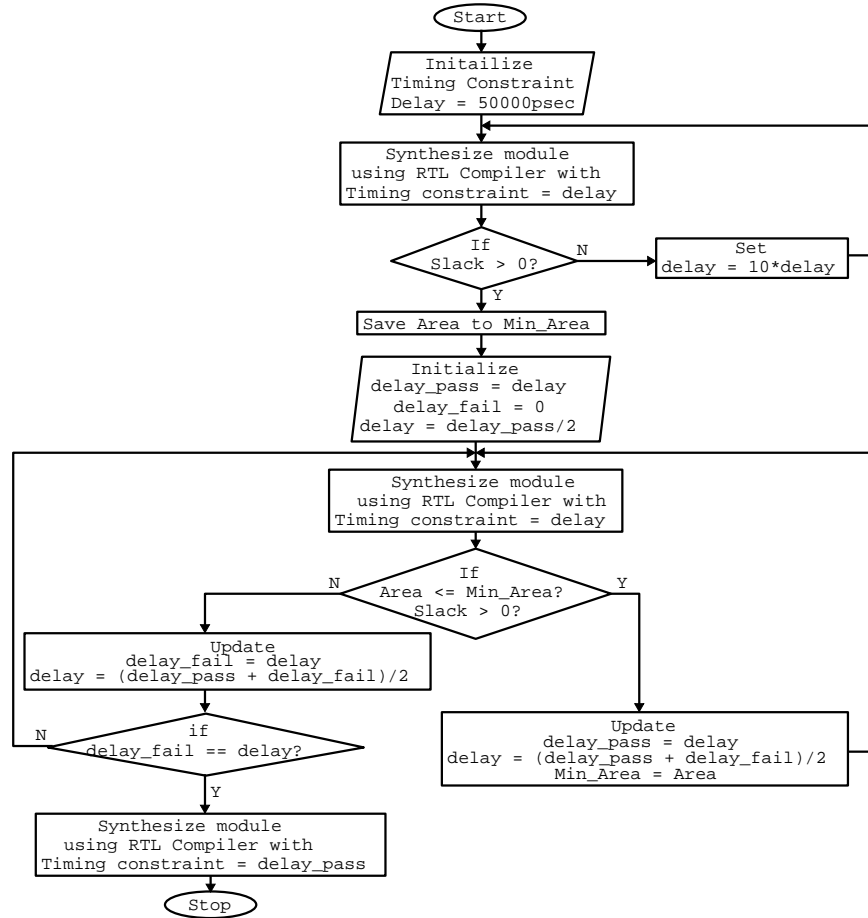 Start
Initailize
Timing Constraint
Delay = 50000psec
Synthesize module
using RTL Compiler with
Timing constraint = delay
If
Slack > 0?
N
Set
delay = 10*delay
Y
Save Area to Min_Area
Initialize
delay_pass = delay
delay_fail = 0
delay = delay_pass/2
Synthesize module
using RTL Compiler with
Timing constraint = delay
If
Area <= Min_Area?
Slack > 0?
N
Y
Update
delay_fail = delay
delay = (delay_pass + delay_fail)/2
if
delay_fail == delay?
N
Y
Update
delay_pass = delay
delay = (delay_pass + delay_fail)/2
Min_Area = Area
Synthesize module
using RTL Compiler with
Timing constraint = delay_pass
Stop